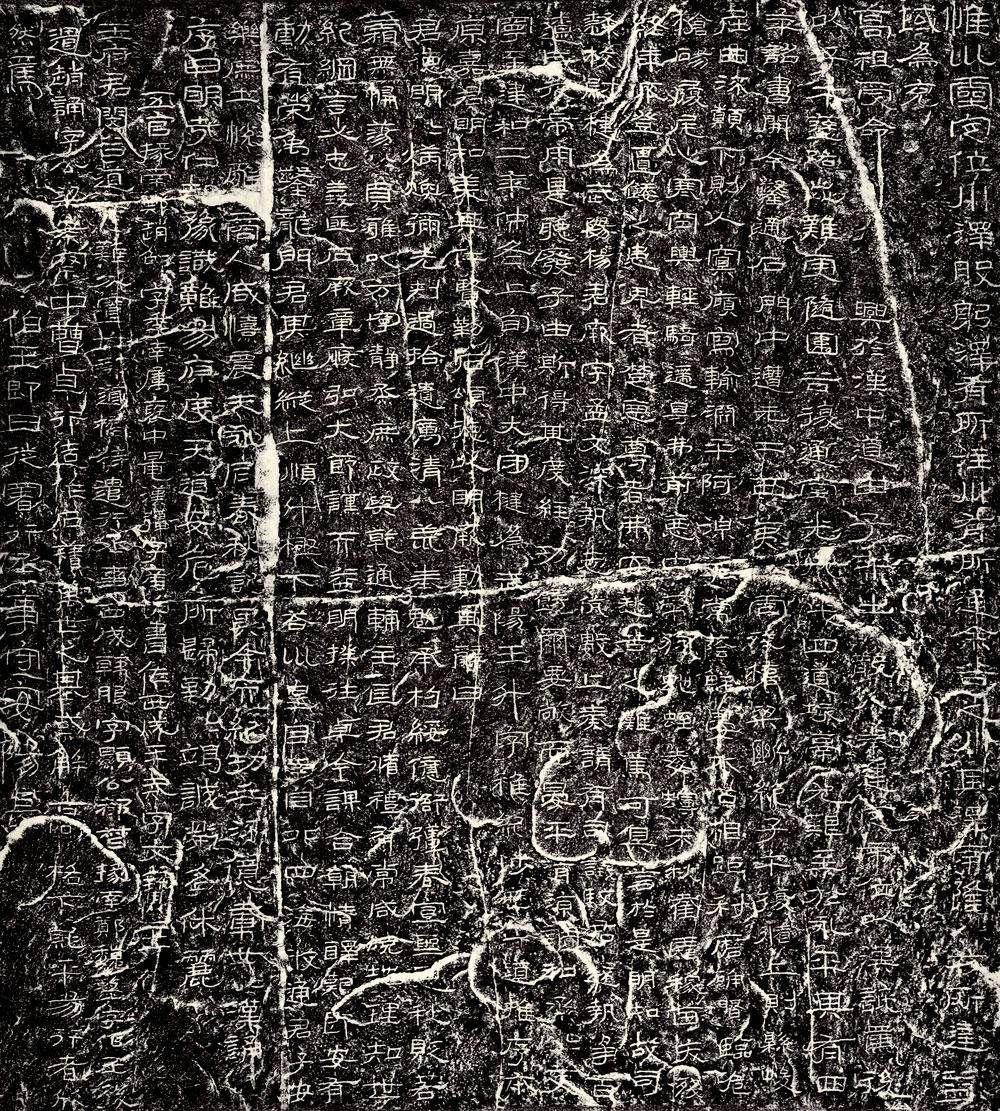 惟坤靈定位川澤股躬澤有所注川有所通余谷之川其澤南隆八方所達益
域為充
高祖受命興於漢中道由子午出散入秦建定帝位以漢詆焉後
以子午塗路歰難更隨圍谷復通堂光凡此四道垓鬲尤艱至於永平其有四
年詔書開余鑿通石門中遭元二西夷虐殘橋梁斷絕子午復循上則縣峻
屈曲流顛下則入冥廎寫輸淵平阿湶泥常蔭鮮晏木石相距利磨确磐臨危
槍碭履尾心寒空輿輕騎遰㝵弗前惡虫㡜狩蛇蛭毒蟃未秋截霜稼苗夭殘
終年不登匱餧之患卑者楚惡尊者弗安愁苦之難焉可具言於是明知故司
隸校尉楗為武陽楊君厥字孟文深執忠伉數上奏請有司議駮君遂執爭百
遼咸從帝用是聽廢子由斯得其度經功飭爾要敞而晏平清涼調和烝烝艾
寧至建和二年仲冬上旬漢中大守楗為武陽王升字稚紀涉歷山道推序本
原嘉君明知美其仁賢勒石頌德以明厥勳其辭曰
君德明明炳煥彌光刺過拾遺厲清八荒奉魁承杓綏億衙彊春宣聖恩秋貶若
霜無偏蕩蕩貞雅以方寧靜烝庶政與乾通輔主匡君循禮有常咸曉地理知世
紀綱言必忠義匪石厥章恢弘大節讜而益明揆往卓今謀合朝情醳艱即安有
勳有榮禹鑿龍門君其繼縱上順斗極下答坤皇自南自北四海攸通君子安
樂庶士悅雍商人咸憘農夫永同春秋記異今而紀功垂流億載世世歎誦
序曰明哉仁知豫識難易原度天道安危所歸勤勤竭誠榮名休麗
五官掾南鄭趙邵字季南屬褒中晁漢彊字產伯書佐西成王戒字文寶主
王府君閔谷道危難分置六部道橋特遣行丞事西成韓朖字顯公都督掾南鄭魏整字伯玉後
遣趙誦字公梁案察中曹卓行造作石積萬世之基或解高格下就平易行者欣
然焉伯玉即日徙署行丞事守安陽長